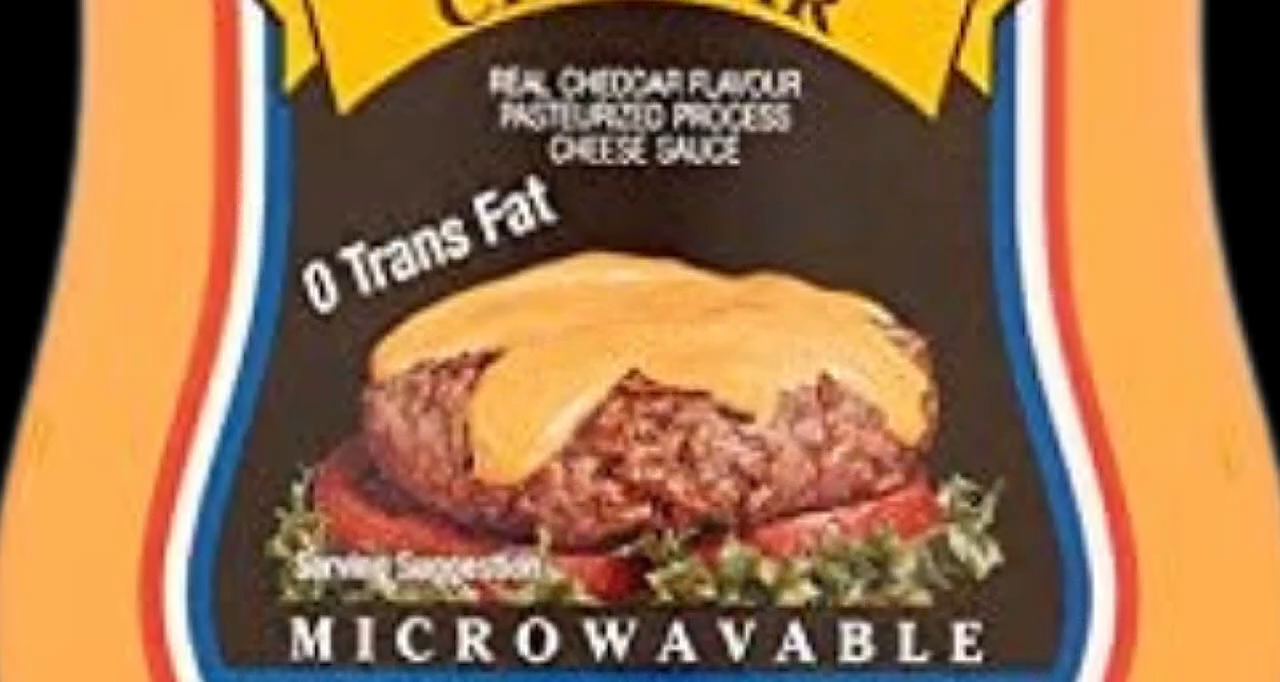 REAL CHEDDAR FLAVOUR
PASTEURIZED PROCESS
CHEESE SAUCE
0 Trans Fat
Serving Suggestion
MICROWAVABLE